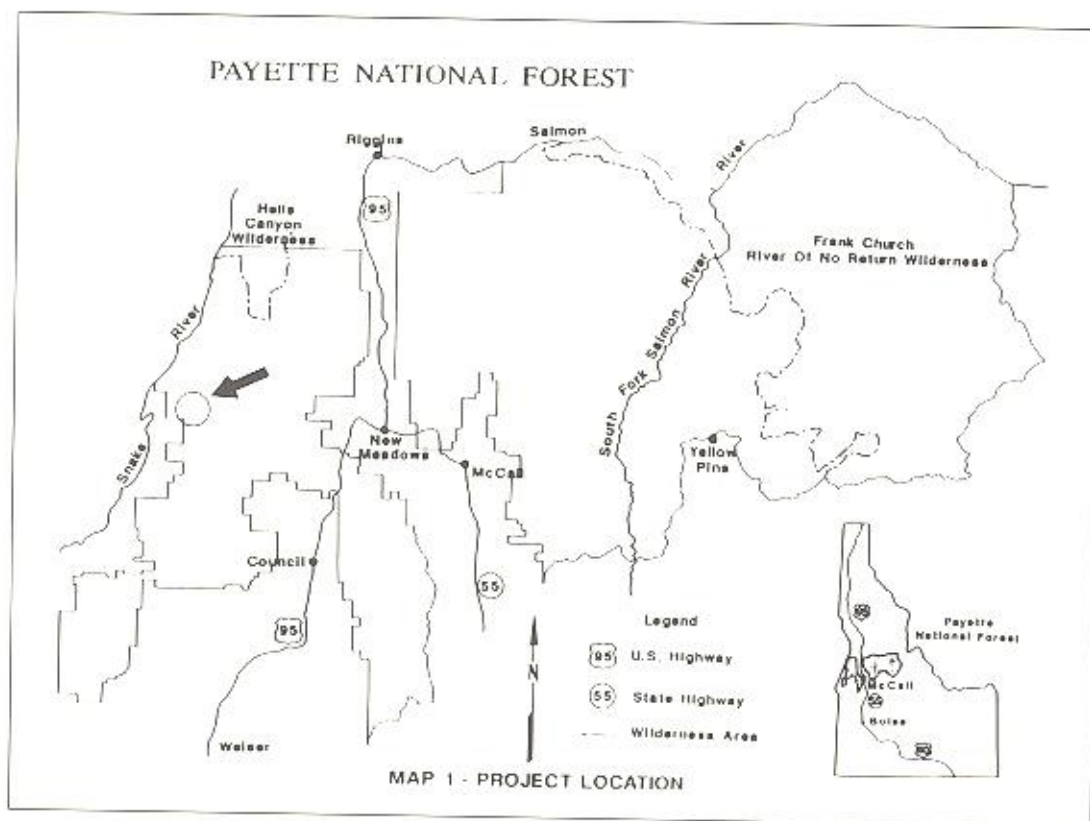 PAYETTE NATIONAL FOREST
Riggins
Salmon
River
95
Hells
Canyon
Wilderness
Frank Church
River Of No Return Wilderness
River
South Fork Salmon River
Snake
New
Meadows
McCall
Yellow
Pine
Council
55
95
Weiser
N
Legend
95 U.S. Highway
55 State Highway
Wilderness Area
Payette
National Forest
95
McCall
55
Boise
MAP 1 - PROJECT LOCATION